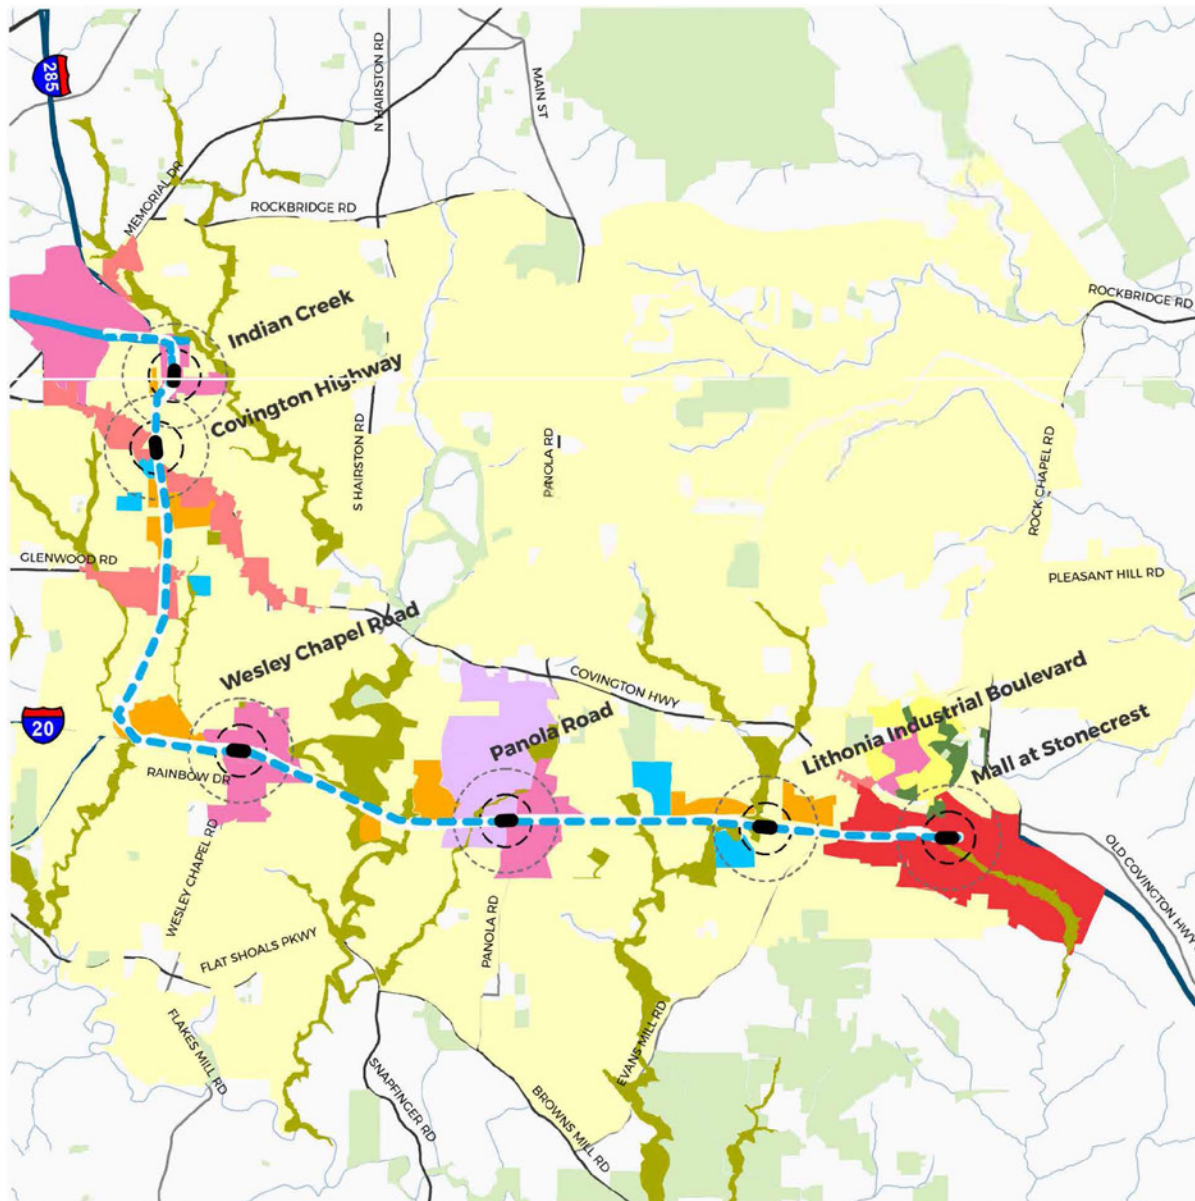 285
N HAIRSTON RD
MAIN ST
MEMORIAL DR
ROCKBRIDGE RD
ROCKBRIDGE RD
Indian Creek
Covington Highway
S HAIRSTON RD
PANOLA RD
ROCK CHAPEL RD
GLENWOOD RD
PLEASANT HILL RD
Wesley Chapel Road
COVINGTON HWY
Lithonia Industrial Boulevard
20
Panola Road
Mall at Stonecrest
RAINBOW DR
WESLEY CHAPEL RD
OLD COVINGTON HWY
FLAT SHOALS PKWY
PANOLA RD
FLAKES MILL RD
EVANS MILL RD
SNAPFINGER RD
BROWNS MILL RD